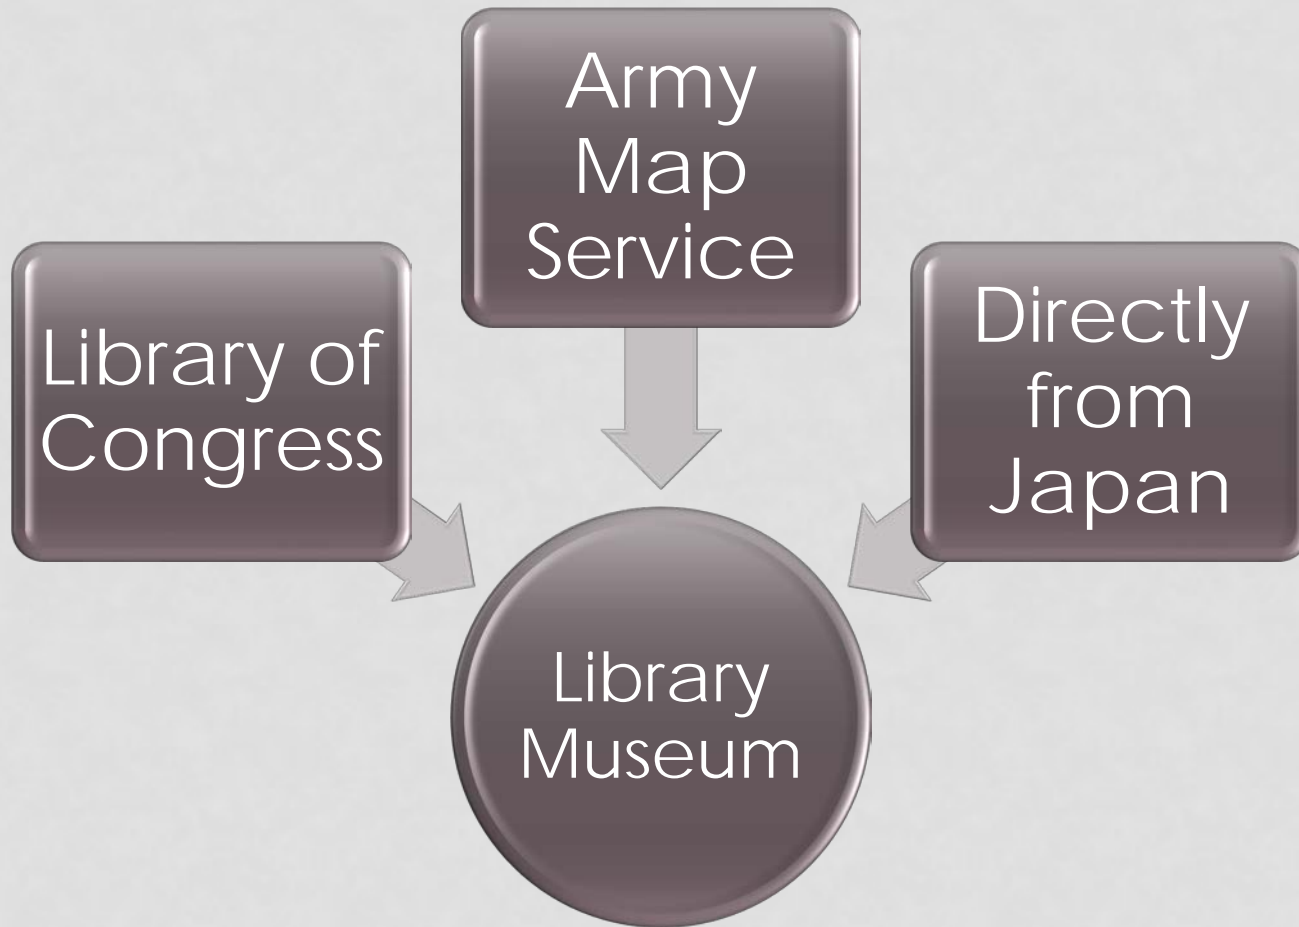 Army
Map
Service
Library of
Congress
Directly
from
Japan
Library
Museum